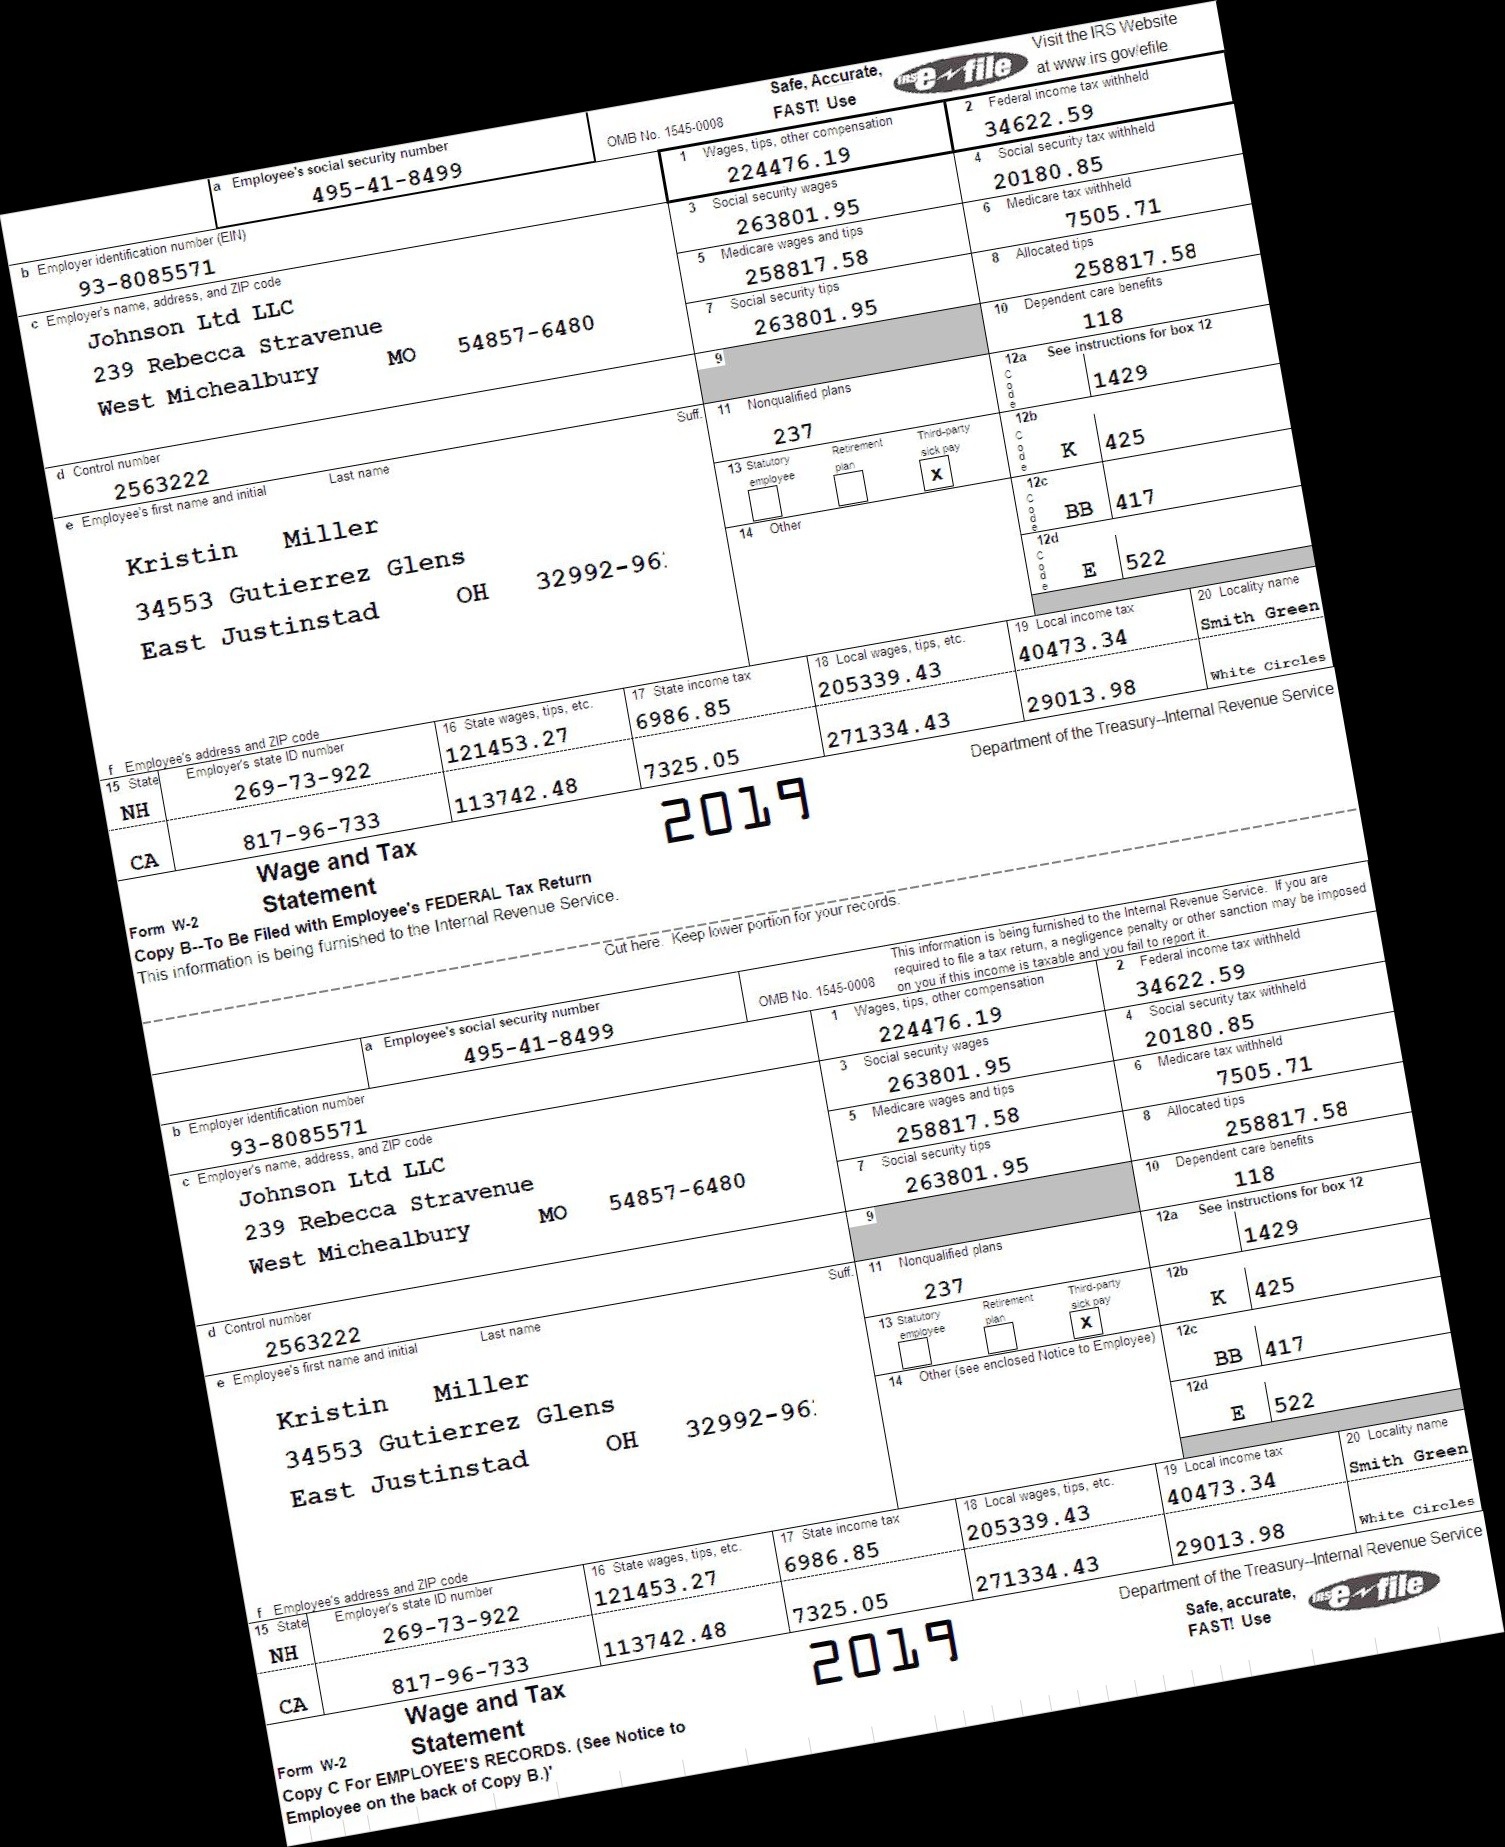 Safe, Accurate,
FAST! Use
IRS e-file
Visit the IRS Website
at www.irs.gov/efile
a Employee's social security number
495-41-8499
OMB No. 1545-0008
b Employer identification number (EIN)
93-8085571
1 Wages, tips, other compensation
224476.19
2 Federal income tax withheld
34622.59
3 Social security wages
263801.95
4 Social security tax withheld
20180.85
c Employer's name, address, and ZIP code
Johnson Ltd LLC
239 Rebecca Stravenue
West Michealbury MO 54857-6480
5 Medicare wages and tips
258817.58
6 Medicare tax withheld
7505.71
7 Social security tips
263801.95
8 Allocated tips
258817.58
9
10 Dependent care benefits
118
d Control number
2563222
11 Nonqualified plans
237
12a See instructions for box 12
Code 1429
e Employee's first name and initial Last name Suff.
Kristin Miller
34553 Gutierrez Glens
East Justinstad OH 32992-96
13 Statutory employee Retirement plan Third-party sick pay
X
12b
Code K 425
12c
Code BB 417
12d
Code E 522
14 Other
f Employee's address and ZIP code
15 State Employer's state ID number
16 State wages, tips, etc.
17 State income tax
18 Local wages, tips, etc.
19 Local income tax
20 Locality name
NH 269-73-922 121453.27 6986.85 205339.43 40473.34 Smith Green
CA 817-96-733 113742.48 7325.05 271334.43 29013.98 White Circles
Form W-2
Wage and Tax
Statement
2019
Department of the Treasury--Internal Revenue Service
Copy B--To Be Filed with Employee's FEDERAL Tax Return
This information is being furnished to the Internal Revenue Service.
Cut here. Keep lower portion for your records.
This information is being furnished to the Internal Revenue Service. If you are
required to file a tax return, a negligence penalty or other sanction may be imposed
on you if this income is taxable and you fail to report it.
a Employee's social security number
495-41-8499
OMB No. 1545-0008
b Employer identification number
93-8085571
1 Wages, tips, other compensation
224476.19
2 Federal income tax withheld
34622.59
3 Social security wages
263801.95
4 Social security tax withheld
20180.85
c Employer's name, address, and ZIP code
Johnson Ltd LLC
239 Rebecca Stravenue
West Michealbury MO 54857-6480
5 Medicare wages and tips
258817.58
6 Medicare tax withheld
7505.71
7 Social security tips
263801.95
8 Allocated tips
258817.58
9
10 Dependent care benefits
118
d Control number
2563222
11 Nonqualified plans
237
12a See instructions for box 12
1429
e Employee's first name and initial Last name Suff.
Kristin Miller
34553 Gutierrez Glens
East Justinstad OH 32992-96
13 Statutory employee Retirement plan Third-party sick pay
X
12b
K 425
12c
BB 417
12d
E 522
14 Other (see enclosed Notice to Employee)
f Employee's address and ZIP code
15 State Employer's state ID number
16 State wages, tips, etc.
17 State income tax
18 Local wages, tips, etc.
19 Local income tax
20 Locality name
NH 269-73-922 121453.27 6986.85 205339.43 40473.34 Smith Green
CA 817-96-733 113742.48 7325.05 271334.43 29013.98 White Circles
Form W-2
Wage and Tax
Statement
2019
Department of the Treasury--Internal Revenue Service
Safe, accurate,
FAST! Use
IRS e-file
Copy C For EMPLOYEE'S RECORDS. (See Notice to
Employee on the back of Copy B.)'